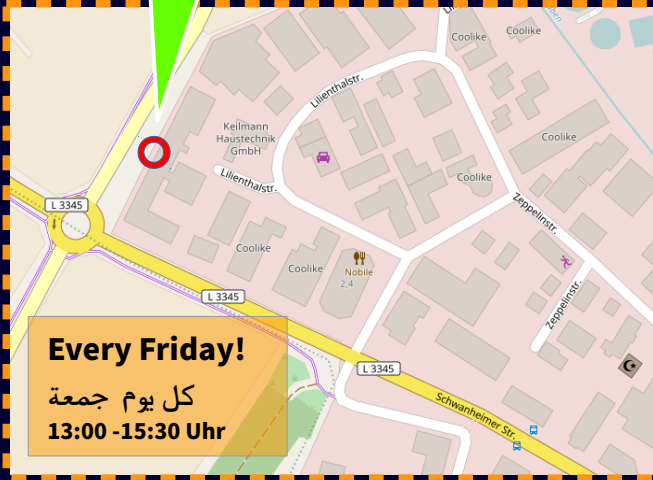 Coolike
Coolike
Lilienthalstr.
Keilmann
Haustechnik
GmbH
Coolike
Lilienthalstr.
Coolike
L 3345
Zeppelinstr.
Coolike
Coolike
Nobile
2,4
L 3345
Zeppelinstr.
Every Friday!
كل يوم جمعة
13:00 -15:30 Uhr
L 3345
Schwanheimer Str.